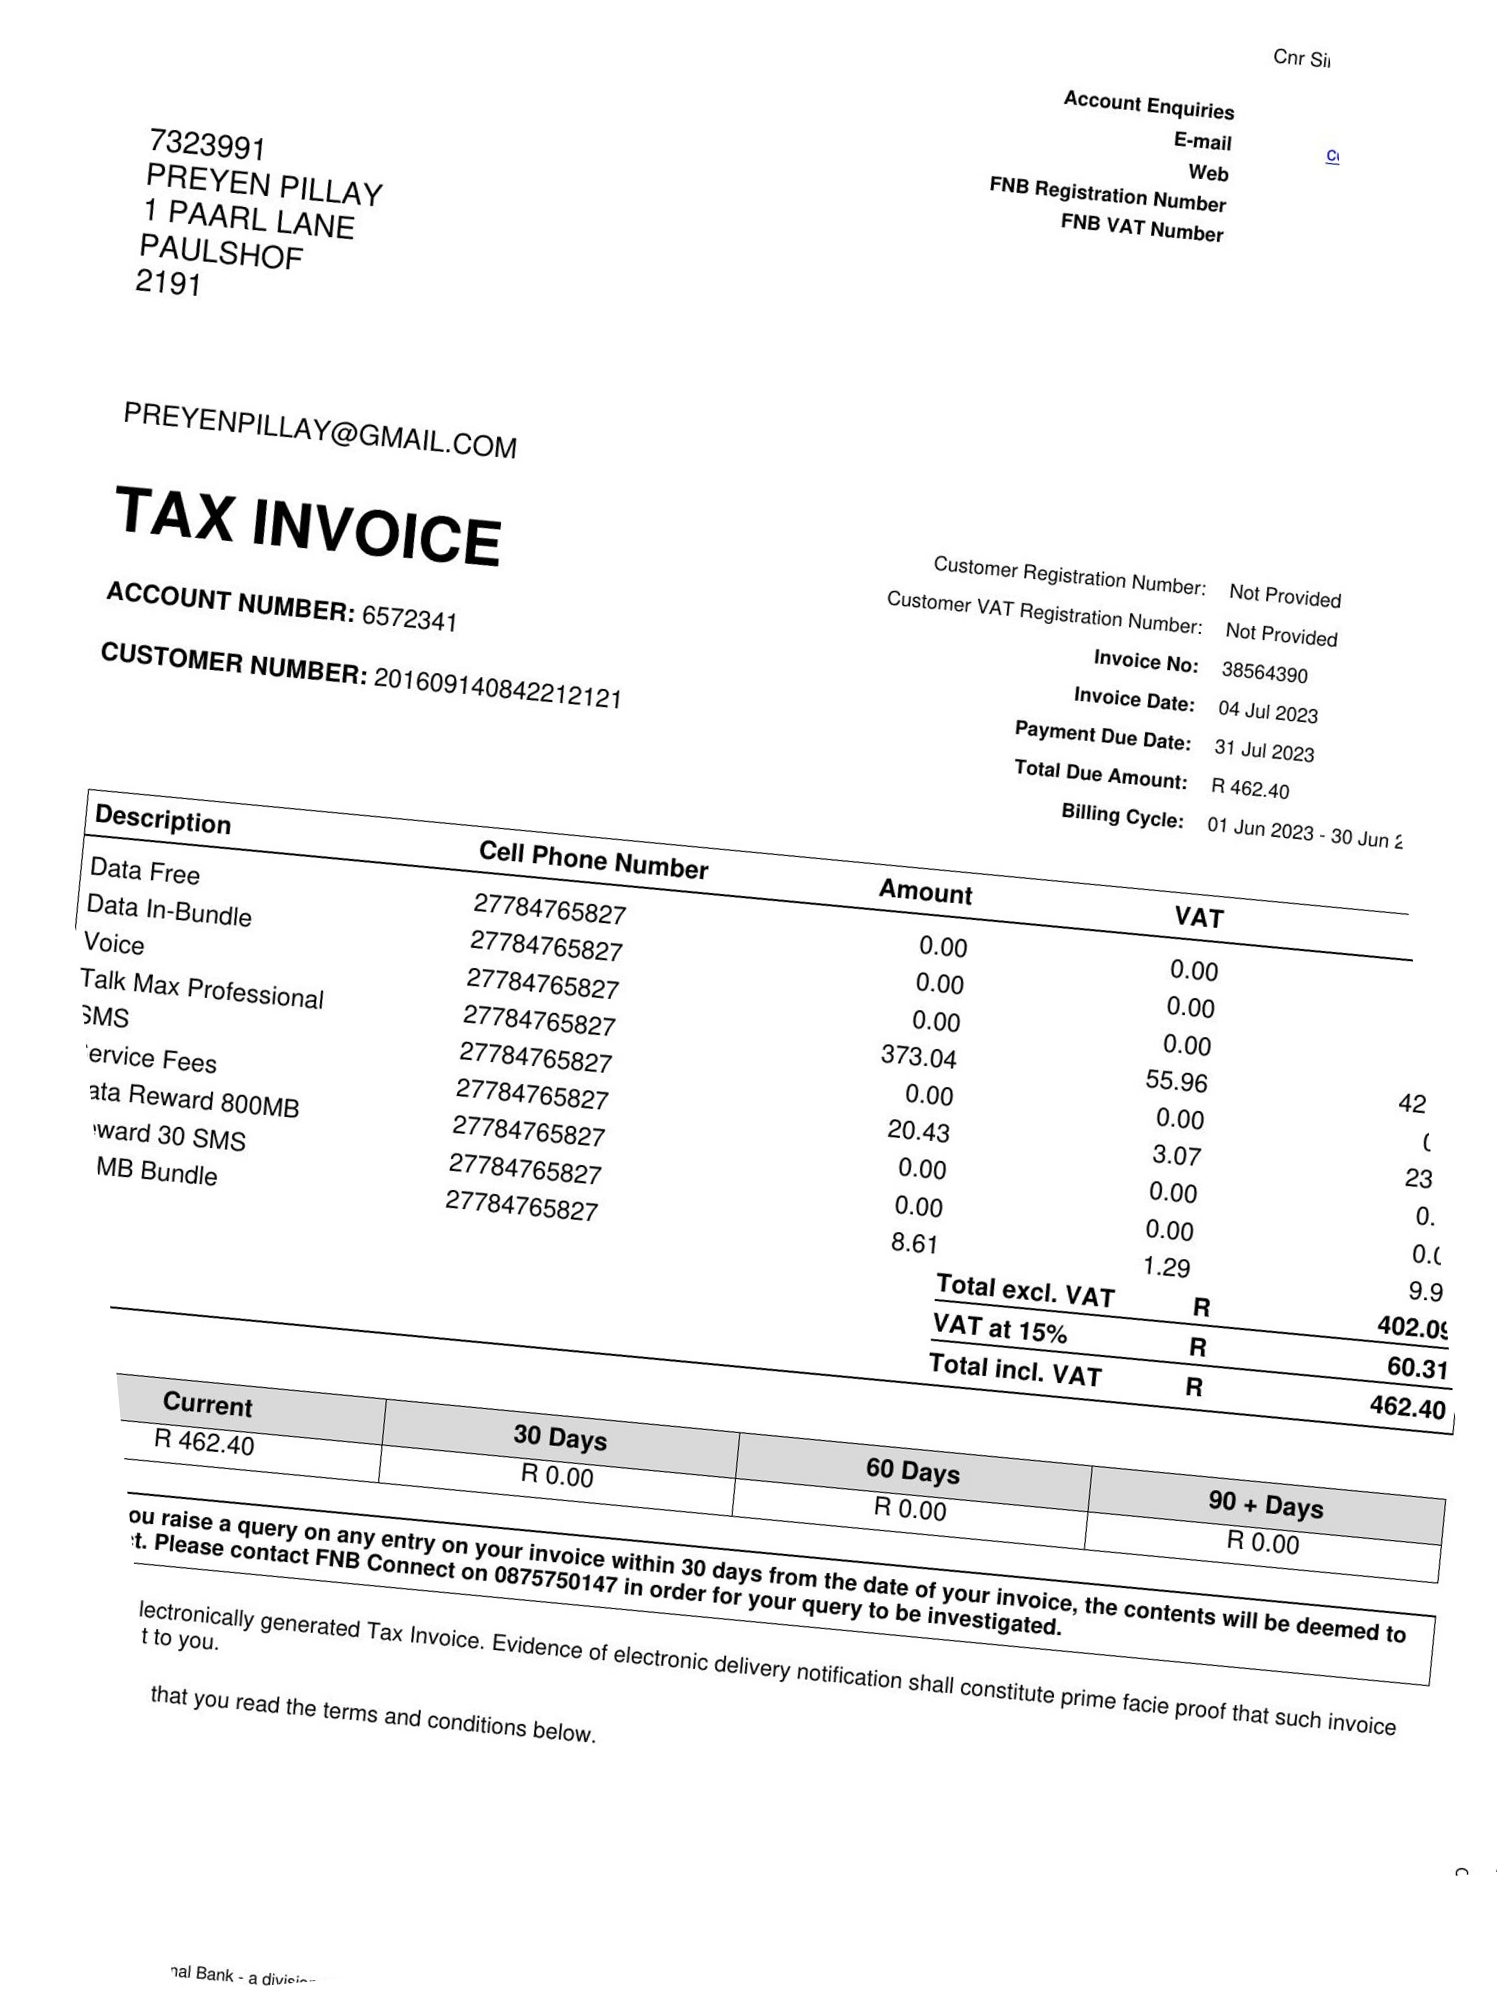 Cnr
Account Enquiries
E-mail
Web
FNB Registration Number
FNB VAT Number
7323991
PREYEN PILLAY
1 PAARL LANE
PAULSHOF
2191
PREYENPILLAY@GMAIL.COM
TAX INVOICE
ACCOUNT NUMBER: 6572341
CUSTOMER NUMBER: 201609140842212121
Customer Registration Number: Not Provided
Customer VAT Registration Number: Not Provided
Invoice No: 38564390
Invoice Date: 04 Jul 2023
Payment Due Date: 31 Jul 2023
Total Due Amount: R 462.40
Billing Cycle: 01 Jun 2023 - 30 Jun
Description Cell Phone Number Amount VAT
Data Free 27784765827 0.00 0.00
Data In-Bundle 27784765827 0.00 0.00
Voice 27784765827 0.00 0.00
Talk Max Professional 27784765827 373.04 55.96 42
SMS 27784765827 0.00 0.00
ervice Fees 27784765827 20.43 3.07 23
ata Reward 800MB 27784765827 0.00 0.00 0.
ward 30 SMS 27784765827 0.00 0.00 0.0
MB Bundle 27784765827 8.61 1.29 9.9
Total excl. VAT R 402.09
VAT at 15% R 60.31
Total incl. VAT R 462.40
Current 30 Days 60 Days 90 + Days
R 462.40 R 0.00 R 0.00 R 0.00
ou raise a query on any entry on your invoice within 30 days from the date of your invoice, the contents will be deemed to
t. Please contact FNB Connect on 0875750147 in order for your query to be investigated.
lectronically generated Tax Invoice. Evidence of electronic delivery notification shall constitute prime facie proof that such invoice
t to you.
that you read the terms and conditions below.
nal Bank - a division